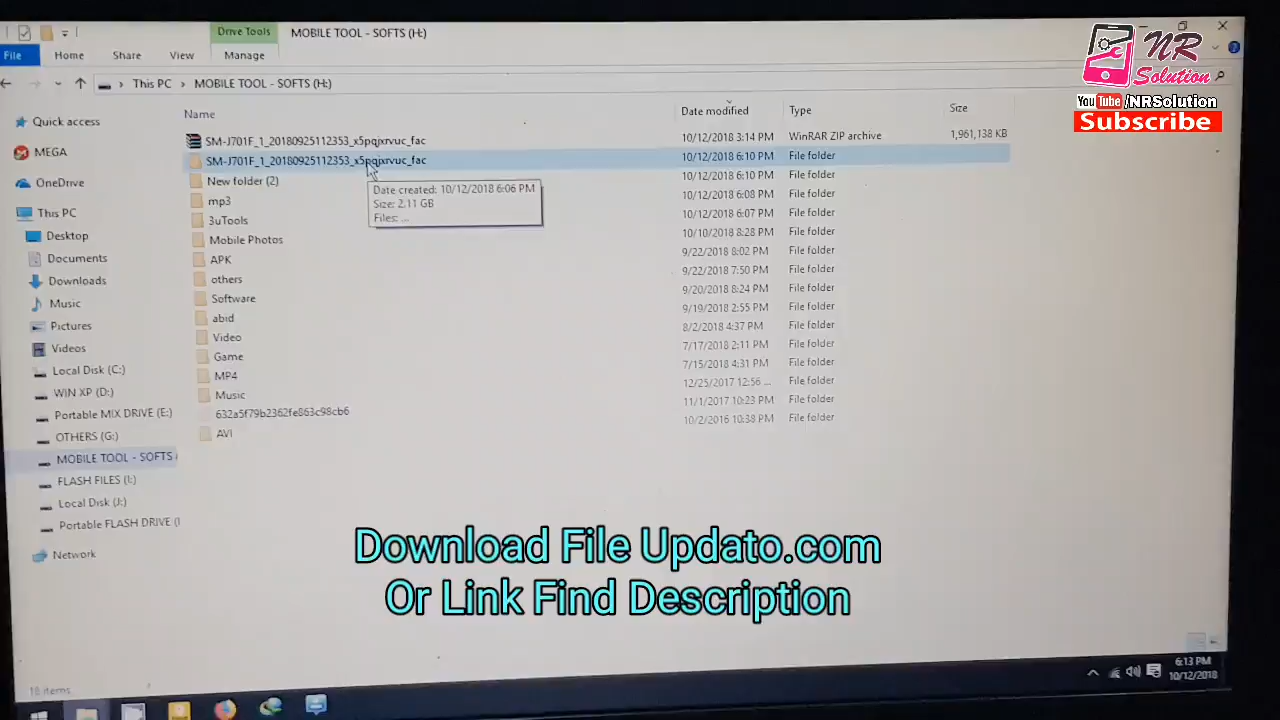 Drive Tools
MOBILE TOOL - SOFTS (H:)
File
Home
Share
View
Manage
This PC
MOBILE TOOL - SOFTS (H:)
NR
Solution
YouTube /NRSolution
Subscribe
Name
Date modified
Type
Size
SM-J701F_1_20180925112353_x5pqjxrvuc_fac 10/12/2018 3:14 PM WinRAR ZIP archive 1,961,138 KB
SM-J701F_1_20180925112353_x5pqjxrvuc_fac 10/12/2018 6:10 PM File folder
New folder (2) 10/12/2018 6:10 PM File folder
mp3 10/12/2018 6:08 PM File folder
3uTools 10/12/2018 6:07 PM File folder
Mobile Photos 10/10/2018 8:28 PM File folder
APK 9/22/2018 8:02 PM File folder
others 9/22/2018 7:50 PM File folder
Software 9/20/2018 8:24 PM File folder
abid 9/19/2018 2:55 PM File folder
Video 8/2/2018 4:37 PM File folder
Game 7/17/2018 2:11 PM File folder
MP4 7/15/2018 4:31 PM File folder
Music 12/25/2017 12:56 ... File folder
632a5f79b2362fe863c98cb6 11/1/2017 10:23 PM File folder
AVI 10/2/2016 10:38 PM File folder
Date created: 10/12/2018 6:06 PM
Size: 2.11 GB
Files: ...
Quick access
MEGA
OneDrive
This PC
Desktop
Documents
Downloads
Music
Pictures
Videos
Local Disk (C:)
WIN XP (D:)
Portable MIX DRIVE (E:)
OTHERS (G:)
MOBILE TOOL - SOFTS (
FLASH FILES (I:)
Local Disk (J:)
Portable FLASH DRIVE (
Network
Download File Updato.com
Or Link Find Description
18 items
6:13 PM
10/12/2018